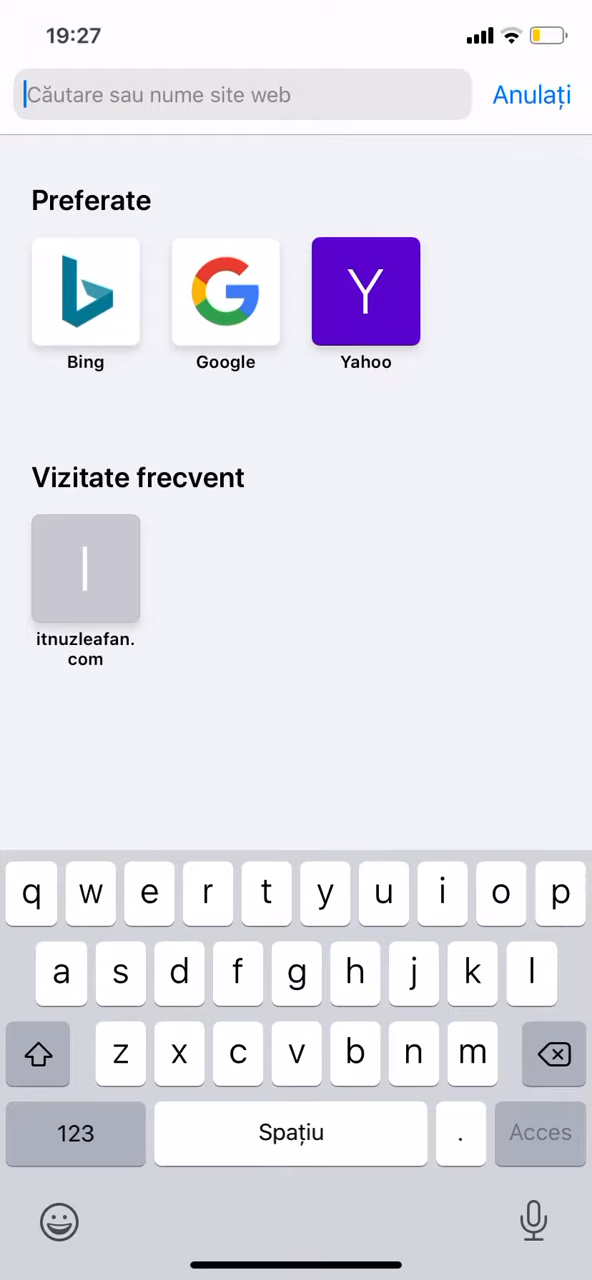 19:27
Căutare sau nume site web
Anulați
Preferate
Y
Bing
Google
Yahoo
Vizitate frecvent
I
itnuzleafan.
com
q w e r t y u i o p
a s d f g h j k l
z x c v b n m
123
Spațiu
.
Acces